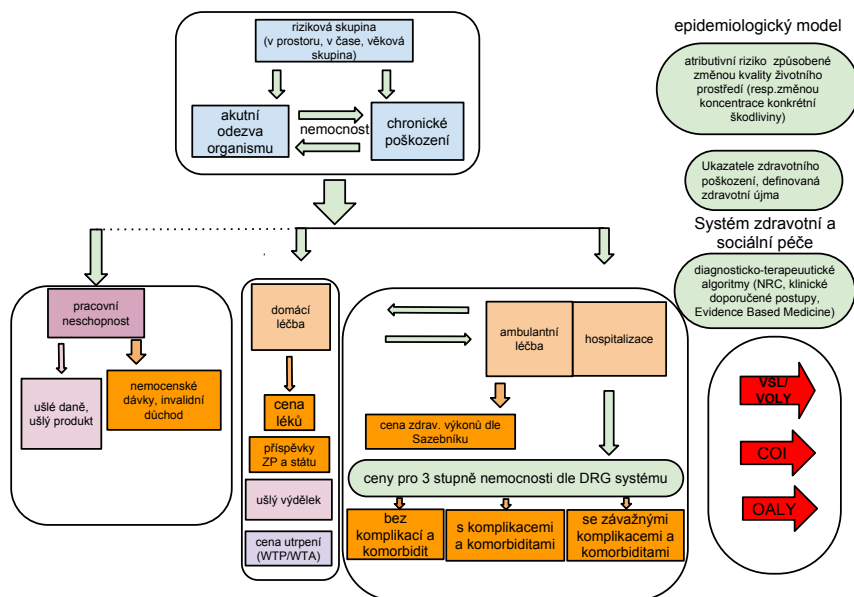 riziková skupina
(v prostoru, v čase, věková
skupina)
akutní
odezva
organismu
nemocnost
chronické
poškození
epidemiologický model
atributivní riziko způsobené
změnou kvality životního
prostředí (resp.změnou
koncentrace konkrétní
škodliviny)
Ukazatele zdravotního
poškození, definovaná
zdravotní újma
Systém zdravotní a
sociální péče
diagnosticko-terapeuutické
algoritmy (NRC, klinické
doporučené postupy,
Evidence Based Medicine)
pracovní
neschopnost
ušlé daně,
ušlý produkt
nemocenské
dávky, invalidní
důchod
domácí
léčba
cena
léků
příspěvky
ZP a státu
ušlý výdělek
cena utrpení
(WTP/WTA)
ambulantní
léčba
hospitalizace
cena zdrav. výkonů dle
Sazebníku
ceny pro 3 stupně nemocnosti dle DRG systému
bez
komplikací a
komorbidit
s komplikacemi
a komorbiditami
se závažnými
komplikacemi a
komorbiditami
VSL/
VOLY
COI
OALY